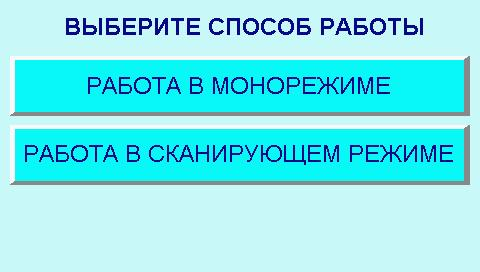 ВЫБЕРИТЕ СПОСОБ РАБОТЫ
РАБОТА В МОНОРЕЖИМЕ
РАБОТА В СКАНИРУЮЩЕМ РЕЖИМЕ